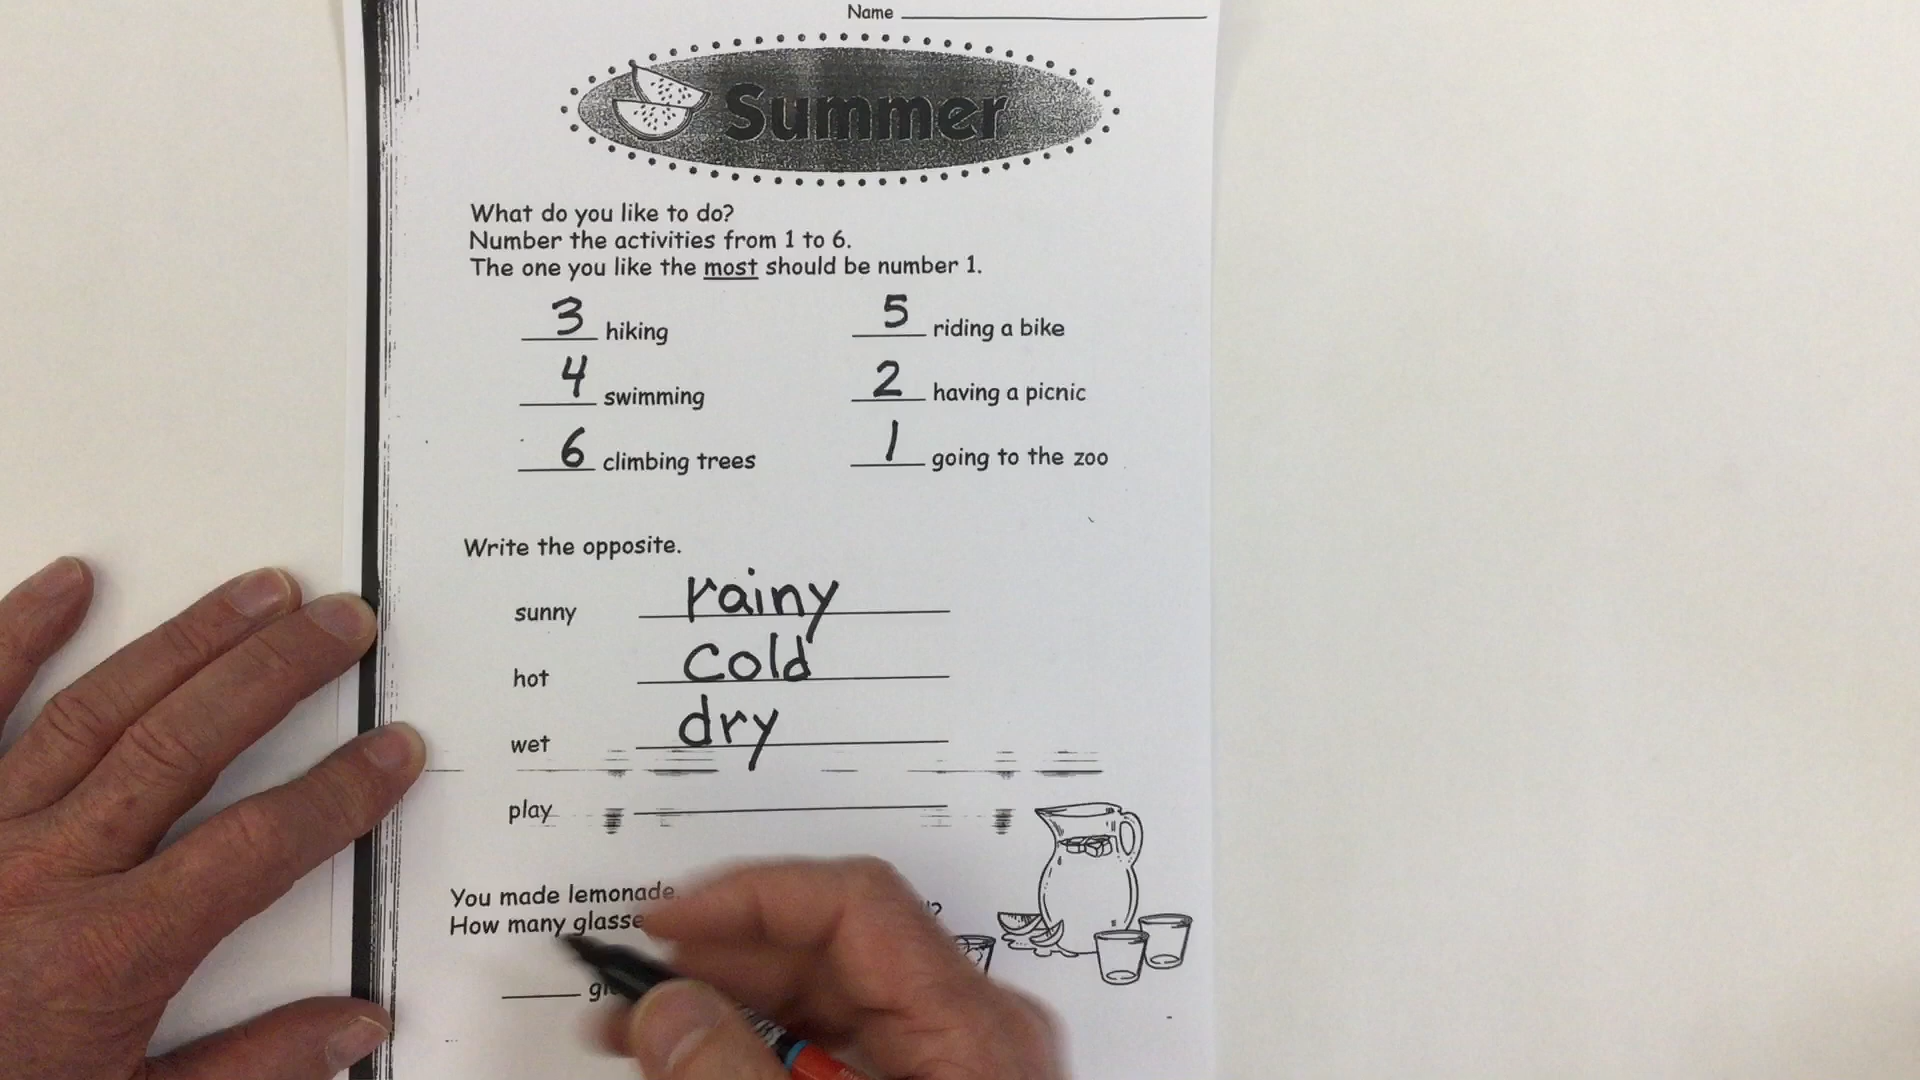 Name
Summer
What do you like to do?
Number the activities from 1 to 6.
The one you like the most should be number 1.
3 hiking
5 riding a bike
4 swimming
2 having a picnic
6 climbing trees
1 going to the zoo
Write the opposite.
sunny rainy
hot cold
wet dry
play
You made lemonade.
How many